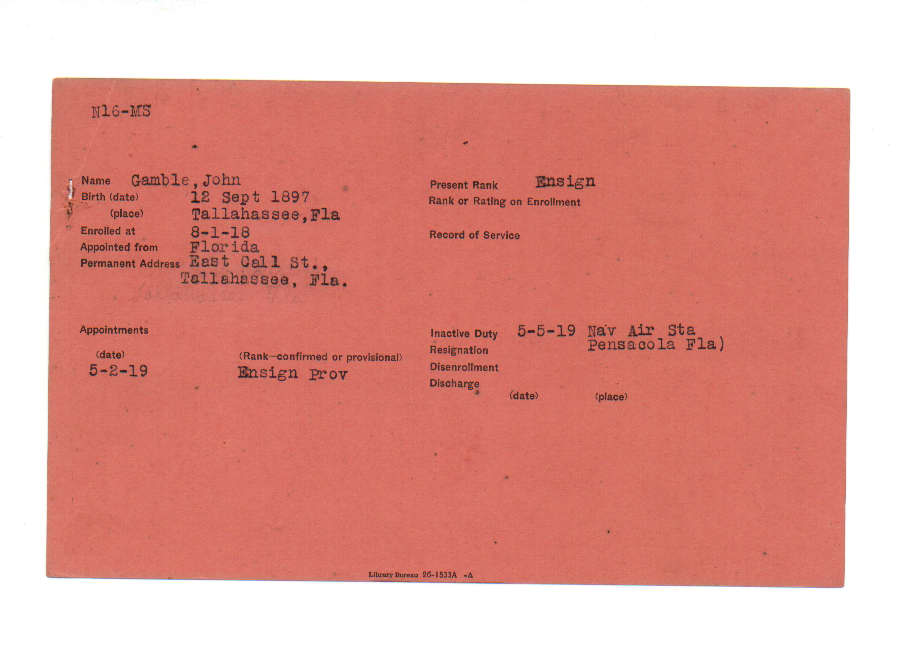 N16-MS
Name Gamble,John
Birth (date) 12 Sept 1897
(place) Tallahassee,Fla
Enrolled at 8-1-18
Appointed from Florida
Permanent Address East Call St.,
Tallahassee, Fla.
Present Rank Ensign
Rank or Rating on Enrollment
Record of Service
Appointments
(date) (Rank—confirmed or provisional)
5-2-19 Ensign Prov
Inactive Duty 5-5-19 Nav Air Sta
Resignation Pensacola Fla)
Disenrollment
Discharge
(date) (place)
Library Bureau 26-1533A -A